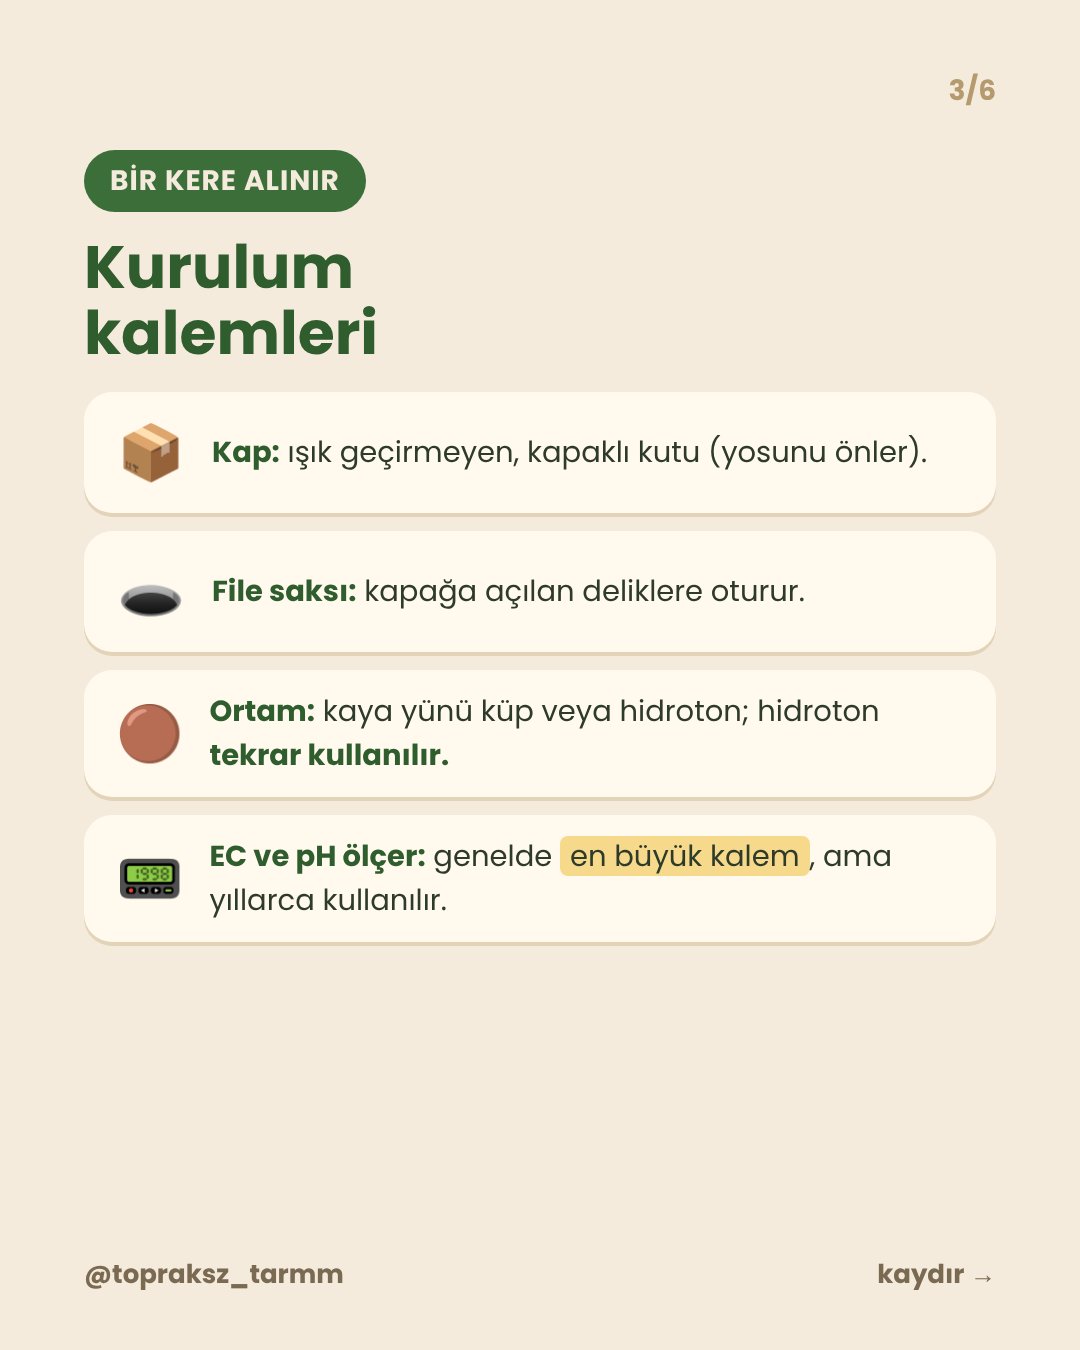 3/6
BİR KERE ALINIR
Kurulum
kalemleri
Kap: ışık geçirmeyen, kapaklı kutu (yosunu önler).
File saksı: kapağa açılan deliklere oturur.
Ortam: kaya yünü küp veya hidroton; hidroton
tekrar kullanılır.
1998
EC ve pH ölçer: genelde en büyük kalem , ama
yıllarca kullanılır.
@topraksz_tarmm
kaydır →